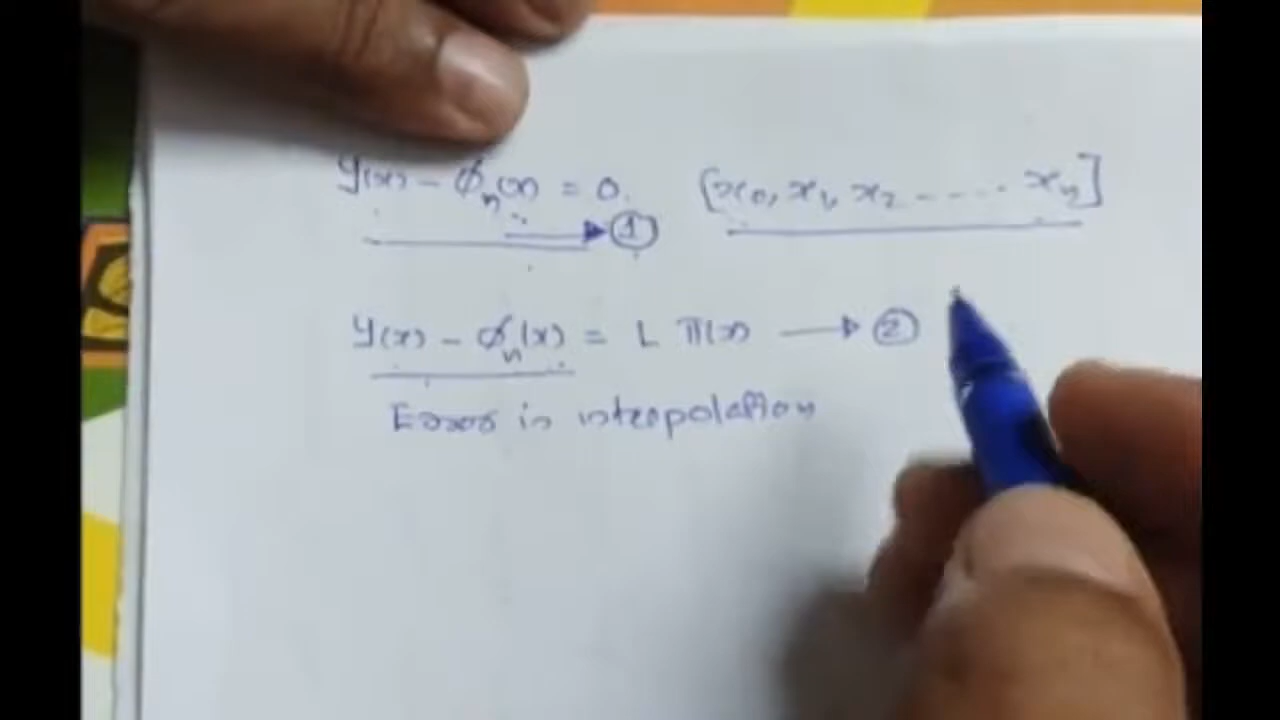 y(x) - ϕn(x) = 0. [x0, x1, x2 ----... xn]
→ ①
y(x) - ϕn(x) = L π(x) → ②
Error in interpolation